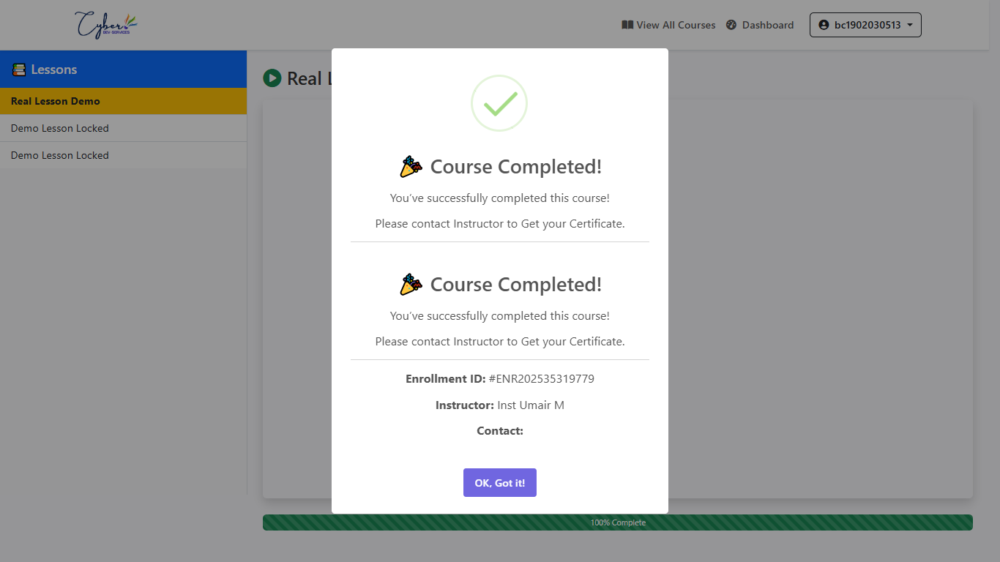 Cyber
DEV-SERVICES
View All Courses
Dashboard
bc1902030513
Lessons
Real Lesson Demo
Demo Lesson Locked
Demo Lesson Locked
Real
Course Completed!
You've successfully completed this course!
Please contact Instructor to Get your Certificate.
Course Completed!
You've successfully completed this course!
Please contact Instructor to Get your Certificate.
Enrollment ID: #ENR202535319779
Instructor: Inst Umair M
Contact:
OK, Got it!
100% Complete